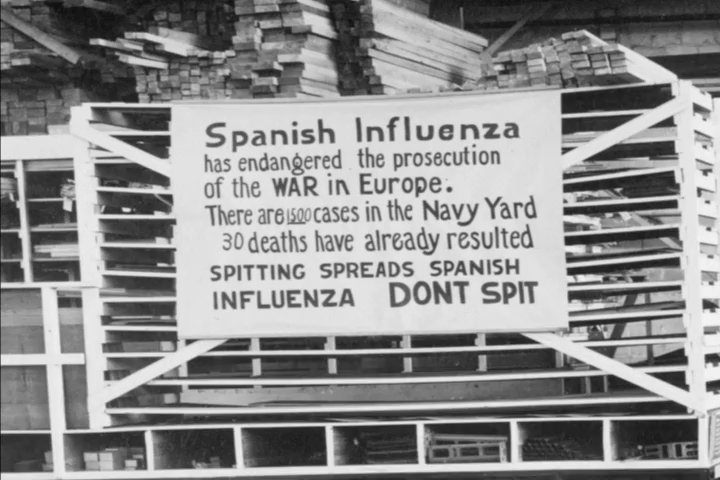 Spanish Influenza
has endangered the prosecution
of the WAR in Europe.
There are 1500 cases in the Navy Yard
30 deaths have already resulted
SPITTING SPREADS SPANISH
INFLUENZA DONT SPIT